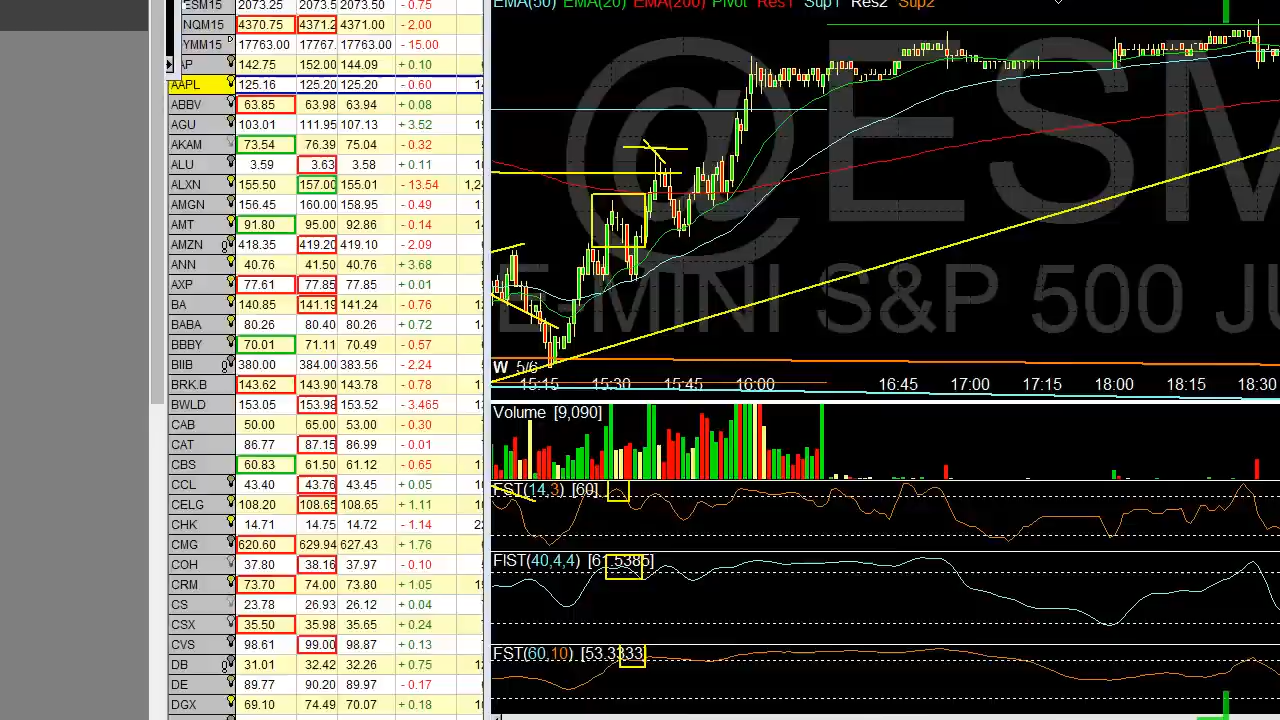 ESM15 2073.25 2073.5 2073.50 - 0.75
NQM15 4370.75 4371.2 4371.00 - 2.00
YMM15 17763.00 17767. 17763.00 - 15.00
AP 142.75 152.00 144.09 + 0.10
AAPL 125.16 125.20 125.20 - 0.60
ABBV 63.85 63.98 63.94 + 0.08
AGU 103.01 111.95 107.13 + 3.52
AKAM 73.54 76.39 75.04 - 0.32
ALU 3.59 3.63 3.58 + 0.11
ALXN 155.50 157.00 155.01 - 13.54 1,24
AMGN 156.45 160.00 158.95 - 0.49
AMT 91.80 95.00 92.86 - 0.14
AMZN 418.35 419.20 419.10 - 2.09
ANN 40.76 41.50 40.76 + 3.68
AXP 77.61 77.85 77.85 + 0.01
BA 140.85 141.19 141.24 - 0.76
BABA 80.26 80.40 80.26 + 0.72
BBBY 70.01 71.11 70.49 - 0.57
BIIB 380.00 384.00 383.56 - 2.24
BRK.B 143.62 143.90 143.78 - 0.78
BWLD 153.05 153.98 153.52 - 3.465
CAB 50.00 65.00 53.00 - 0.30
CAT 86.77 87.15 86.99 - 0.01
CBS 60.83 61.50 61.12 - 0.65
CCL 43.40 43.76 43.45 + 0.05
CELG 108.20 108.65 108.65 + 1.11
CHK 14.71 14.75 14.72 - 1.14
CMG 620.60 629.94 627.43 + 1.76
COH 37.80 38.16 37.97 - 0.10
CRM 73.70 74.00 73.80 + 1.05
CS 23.78 26.93 26.12 + 0.04
CSX 35.50 35.98 35.65 + 0.24
CVS 98.61 99.00 98.87 + 0.13
DB 31.01 32.42 32.26 + 0.75
DE 89.77 90.20 89.97 - 0.17
DGX 69.10 74.49 70.07 + 0.18
EMA(50) EMA(20) EMA(200) Pivot Res1 Sup1 Res2 Sup2
@ESM
E-MINI S&P 500 JU
W 5/6
15:15 15:30 15:45 16:00 16:45 17:00 17:15 18:00 18:15 18:30
Volume [9,090]
FST(14,3) [60]
FIST(40,4,4) [61.5385]
FST(60,10) [53.3333]